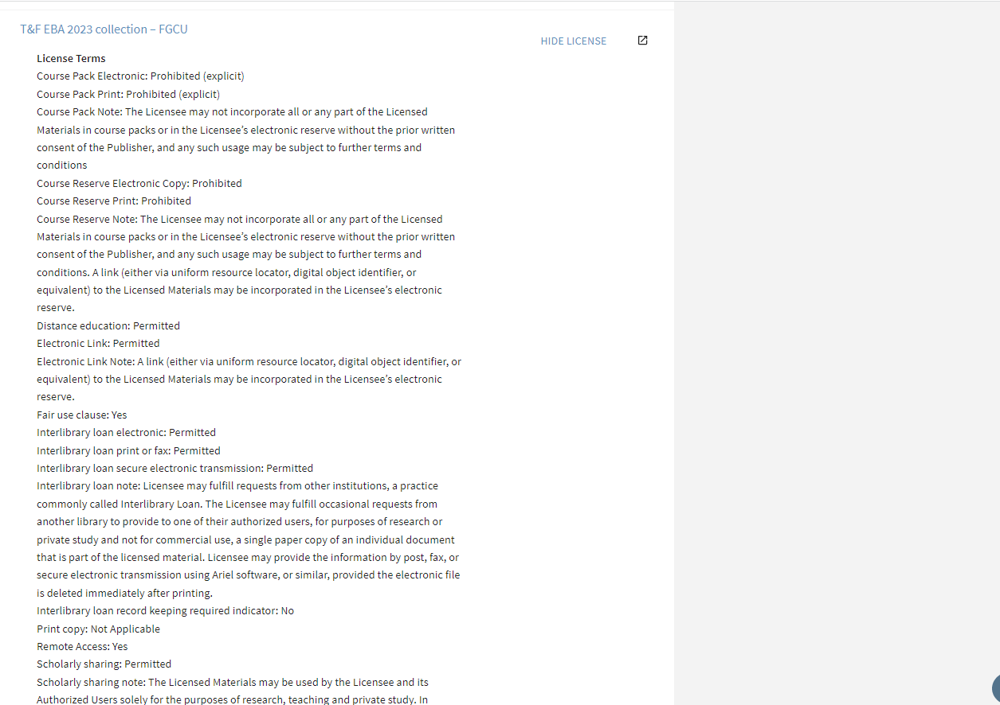 T&F EBA 2023 collection – FGCU
HIDE LICENSE
License Terms
Course Pack Electronic: Prohibited (explicit)
Course Pack Print: Prohibited (explicit)
Course Pack Note: The Licensee may not incorporate all or any part of the Licensed
Materials in course packs or in the Licensee’s electronic reserve without the prior written
consent of the Publisher, and any such usage may be subject to further terms and
conditions
Course Reserve Electronic Copy: Prohibited
Course Reserve Print: Prohibited
Course Reserve Note: The Licensee may not incorporate all or any part of the Licensed
Materials in course packs or in the Licensee’s electronic reserve without the prior written
consent of the Publisher, and any such usage may be subject to further terms and
conditions. A link (either via uniform resource locator, digital object identifier, or
equivalent) to the Licensed Materials may be incorporated in the Licensee’s electronic
reserve.
Distance education: Permitted
Electronic Link: Permitted
Electronic Link Note: A link (either via uniform resource locator, digital object identifier, or
equivalent) to the Licensed Materials may be incorporated in the Licensee’s electronic
reserve.
Fair use clause: Yes
Interlibrary loan electronic: Permitted
Interlibrary loan print or fax: Permitted
Interlibrary loan secure electronic transmission: Permitted
Interlibrary loan note: Licensee may fulfill requests from other institutions, a practice
commonly called Interlibrary Loan. The Licensee may fulfill occasional requests from
another library to provide to one of their authorized users, for purposes of research or
private study and not for commercial use, a single paper copy of an individual document
that is part of the licensed material. Licensee may provide the information by post, fax, or
secure electronic transmission using Ariel software, or similar, provided the electronic file
is deleted immediately after printing.
Interlibrary loan record keeping required indicator: No
Print copy: Not Applicable
Remote Access: Yes
Scholarly sharing: Permitted
Scholarly sharing note: The Licensed Materials may be used by the Licensee and its
Authorized Users solely for the purposes of research, teaching and private study. In